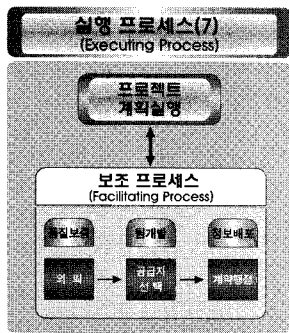 실행 프로세스(7)
(Executing Process)
프로젝트
계획실행
보조 프로세스
(Facilitating Process)
품질보증 팀개발 정보배포
의 뢰 공급자
선 택 계약행정